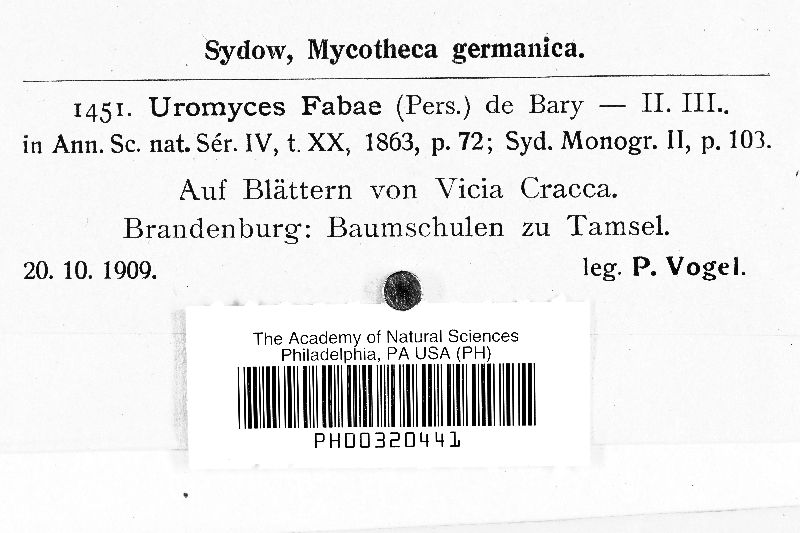 Sydow, Mycotheca germanica.
1451. Uromyces Fabae (Pers.) de Bary — II. III..
in Ann. Sc. nat. Sér. IV, t. XX, 1863, p. 72; Syd. Monogr. II, p. 103.
Auf Blättern von Vicia Cracca.
Brandenburg: Baumschulen zu Tamsel.
20. 10. 1909. leg. P. Vogel.
The Academy of Natural Sciences
Philadelphia, PA USA (PH)
PH00320441